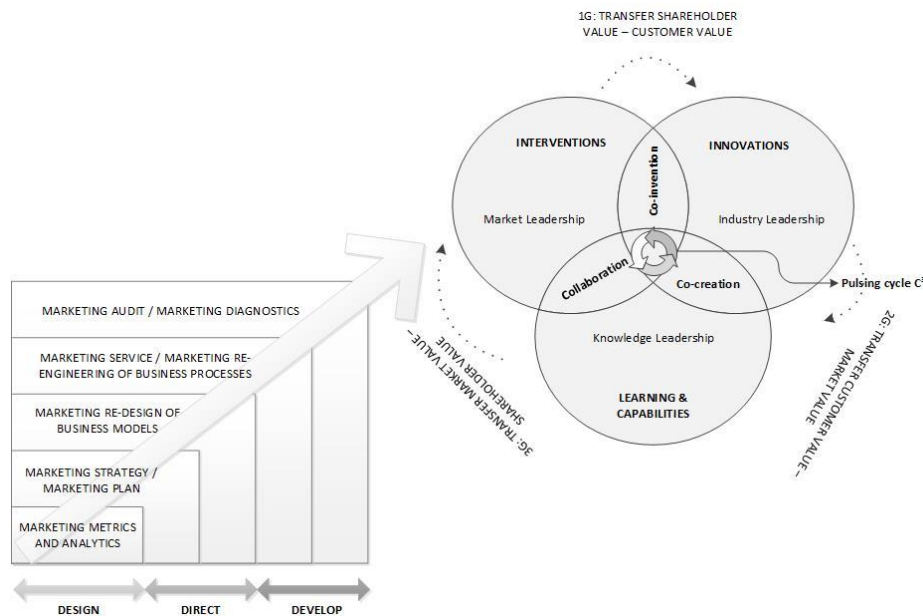 1G: TRANSFER SHAREHOLDER
VALUE – CUSTOMER VALUE
INTERVENTIONS
INNOVATIONS
Co-invention
Market Leadership
Industry Leadership
Collaboration
Co-creation
Pulsing cycle C³
Knowledge Leadership
LEARNING &
CAPABILITIES
2G: TRANSFER CUSTOMER VALUE –
MARKET VALUE
3G: TRANSFER MARKET VALUE –
SHAREHOLDER VALUE
MARKETING AUDIT / MARKETING DIAGNOSTICS
MARKETING SERVICE / MARKETING RE-
ENGINEERING OF BUSINESS PROCESSES
MARKETING RE-DESIGN OF
BUSINESS MODELS
MARKETING STRATEGY /
MARKETING PLAN
MARKETING METRICS
AND ANALYTICS
DESIGN
DIRECT
DEVELOP